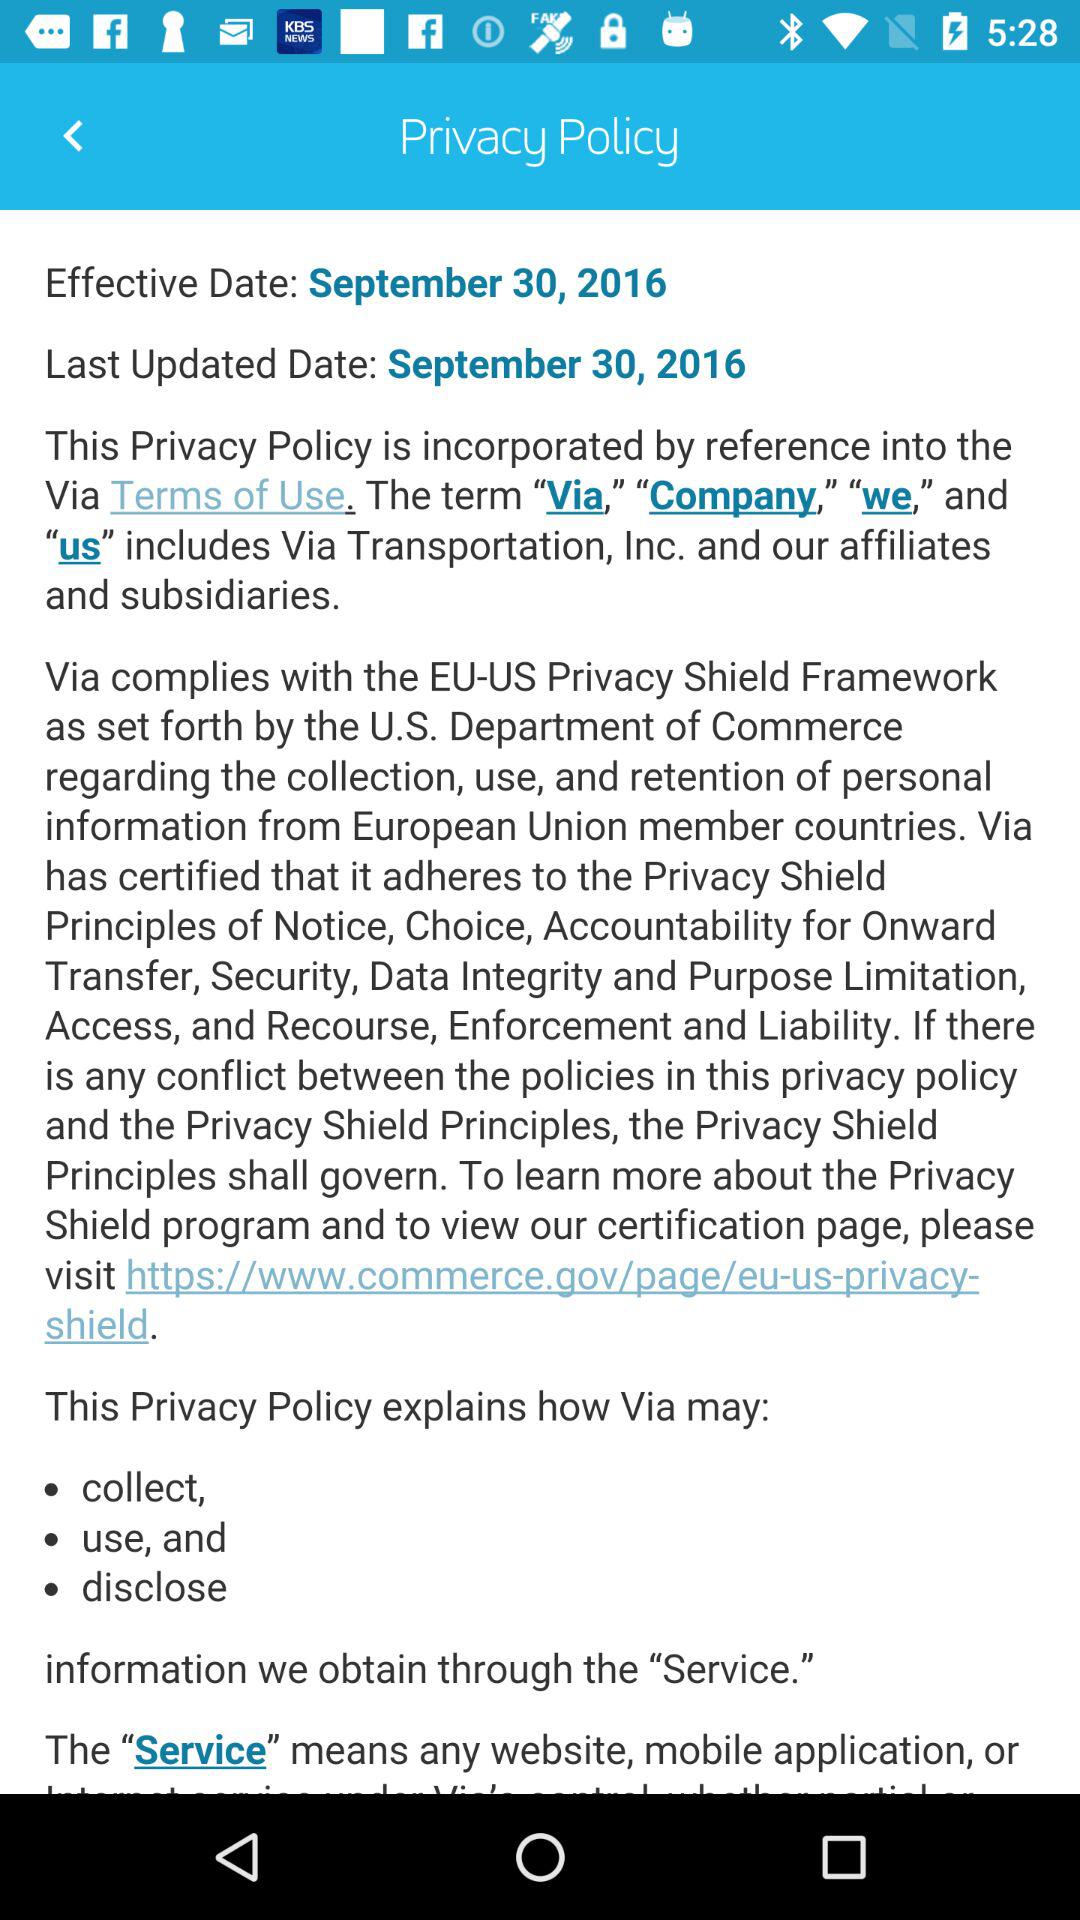 KBS
NEWS
FAK
5:28
Privacy Policy
Effective Date: September 30, 2016
Last Updated Date: September 30, 2016
This Privacy Policy is incorporated by reference into the
Via Terms of Use. The term “Via,” “Company,” “we,” and
“us” includes Via Transportation, Inc. and our affiliates
and subsidiaries.
Via complies with the EU-US Privacy Shield Framework
as set forth by the U.S. Department of Commerce
regarding the collection, use, and retention of personal
information from European Union member countries. Via
has certified that it adheres to the Privacy Shield
Principles of Notice, Choice, Accountability for Onward
Transfer, Security, Data Integrity and Purpose Limitation,
Access, and Recourse, Enforcement and Liability. If there
is any conflict between the policies in this privacy policy
and the Privacy Shield Principles, the Privacy Shield
Principles shall govern. To learn more about the Privacy
Shield program and to view our certification page, please
visit https://www.commerce.gov/page/eu-us-privacy-
shield.
This Privacy Policy explains how Via may:
• collect,
• use, and
• disclose
information we obtain through the “Service.”
The “Service” means any website, mobile application, or
Internet service under Via’s control, whether partial or